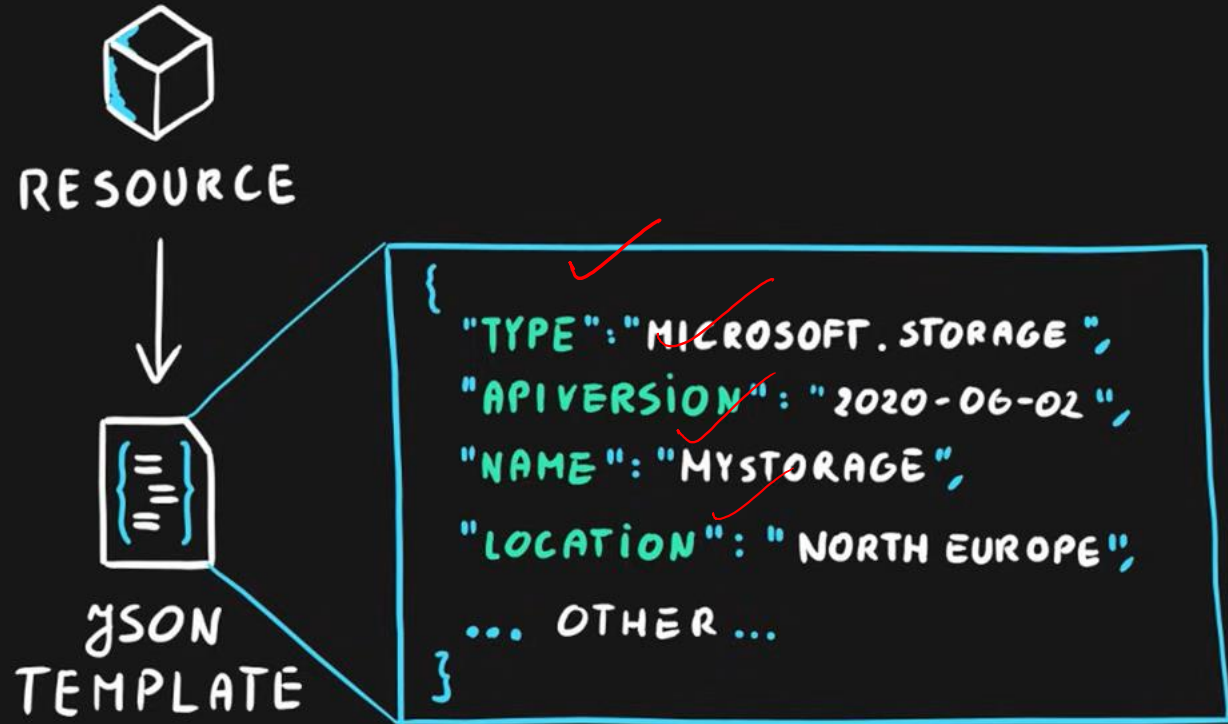 RESOURCE
{
"TYPE":"MICROSOFT.STORAGE",
"APIVERSION": "2020-06-02",
"NAME": "MYSTORAGE",
"LOCATION": "NORTH EUROPE",
... OTHER ...
}
JSON
TEMPLATE